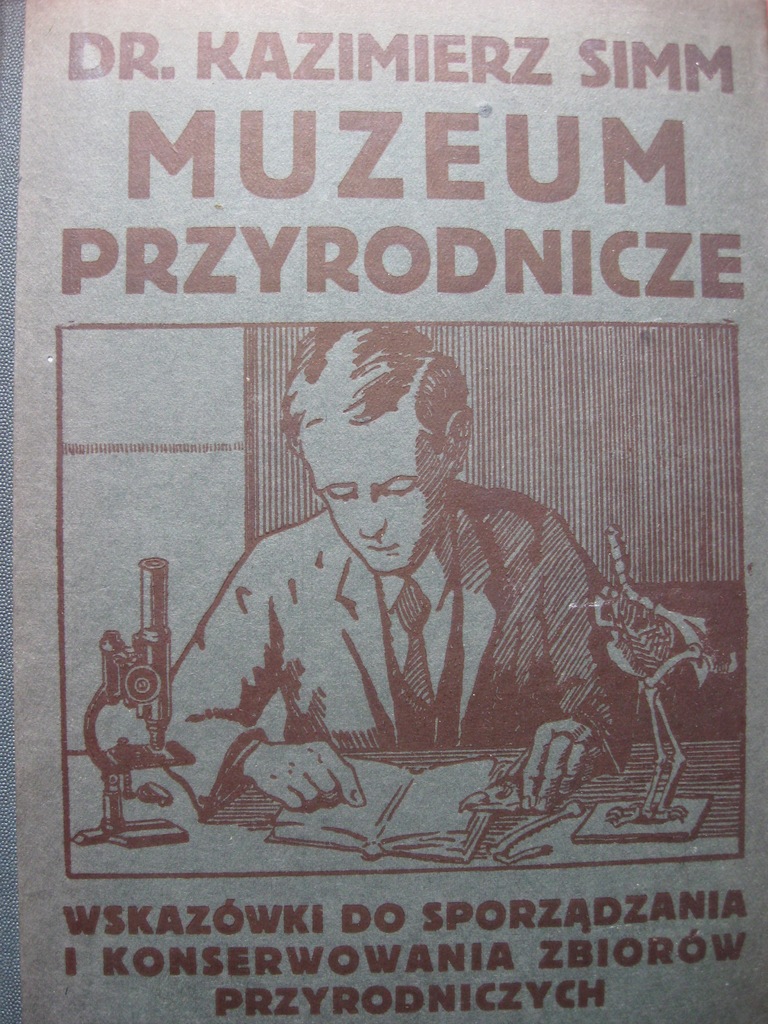 DR. KAZIMIERZ SIMM
MUZEUM
PRZYRODNICZE
WSKAZÓWKI DO SPORZĄDZANIA
I KONSERWOWANIA ZBIORÓW
PRZYRODNICZYCH